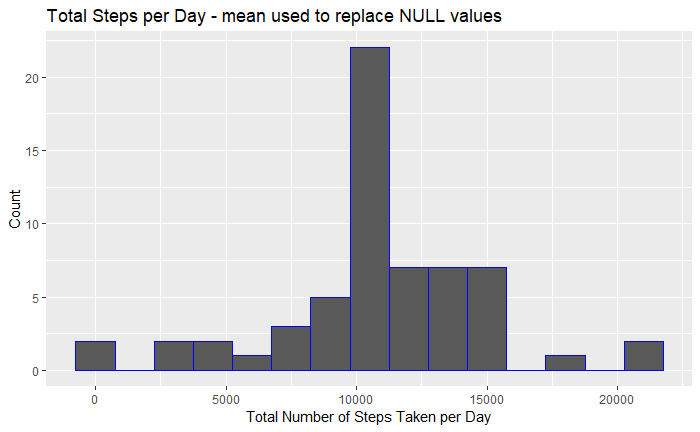 Total Steps per Day - mean used to replace NULL values
Count
20
15
10
5
0
0 5000 10000 15000 20000
Total Number of Steps Taken per Day